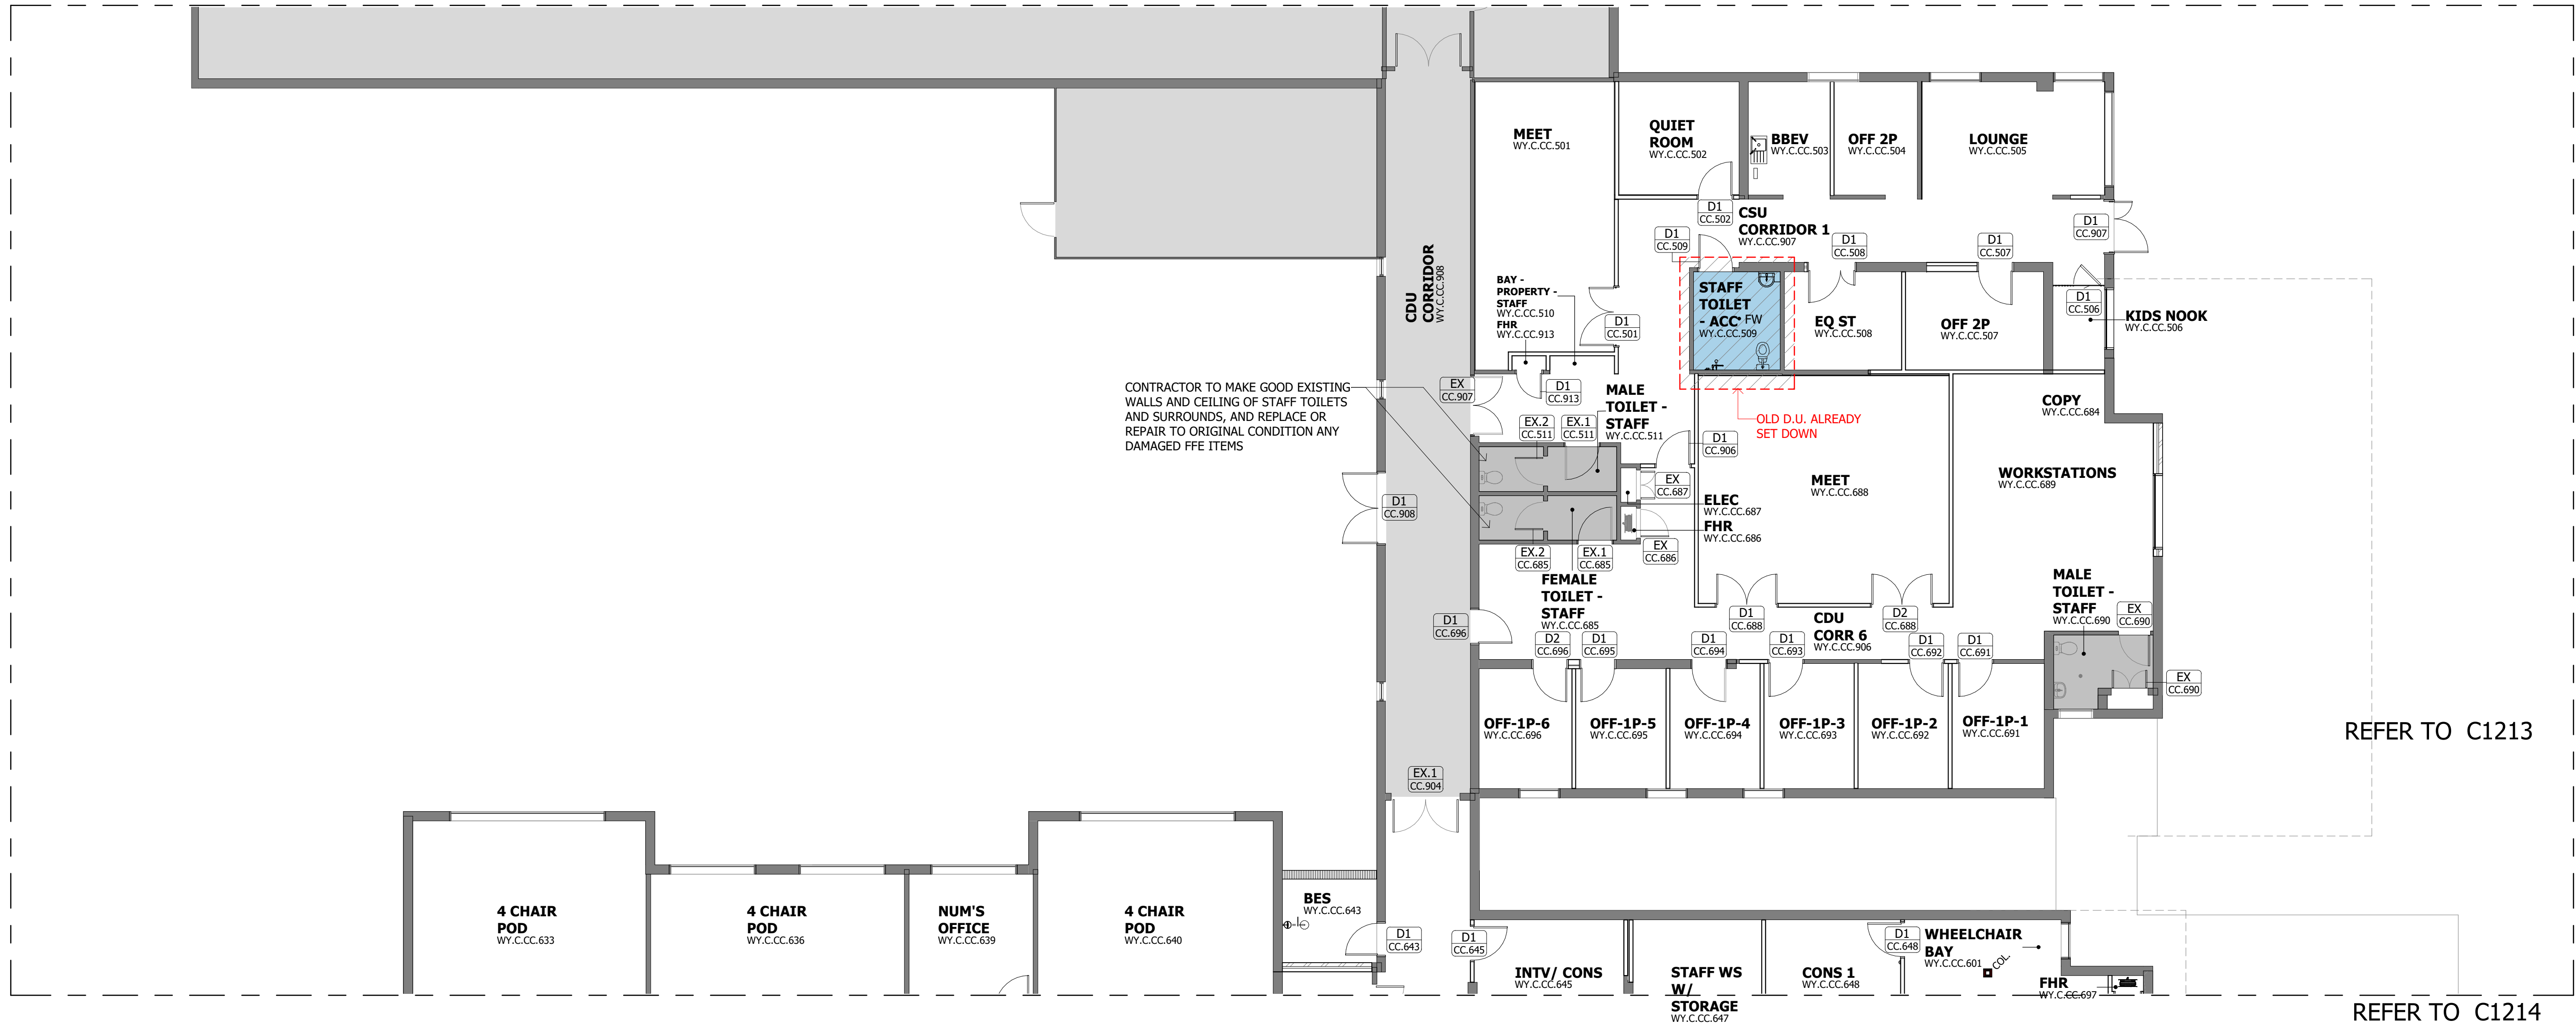 MEET
WY.C.CC.501
QUIET
ROOM
WY.C.CC.502
BBEV
WY.C.CC.503
OFF 2P
WY.C.CC.504
LOUNGE
WY.C.CC.505
D1
CC.502
CSU
CORRIDOR 1
WY.C.CC.907
D1
CC.509
D1
CC.508
D1
CC.507
D1
CC.907
CDU
CORRIDOR
WY.C.CC.908
BAY -
PROPERTY -
STAFF
WY.C.CC.510
FHR
WY.C.CC.913
STAFF
TOILET
- ACC
FW
WY.C.CC.509
D1
CC.501
EQ ST
WY.C.CC.508
OFF 2P
WY.C.CC.507
D1
CC.506
KIDS NOOK
WY.C.CC.506
CONTRACTOR TO MAKE GOOD EXISTING
WALLS AND CEILING OF STAFF TOILETS
AND SURROUNDS, AND REPLACE OR
REPAIR TO ORIGINAL CONDITION ANY
DAMAGED FFE ITEMS
EX
CC.907
D1
CC.913
MALE
TOILET -
STAFF
WY.C.CC.511
EX.2
CC.511
EX.1
CC.511
D1
CC.906
OLD D.U. ALREADY
SET DOWN
COPY
WY.C.CC.684
MEET
WY.C.CC.688
WORKSTATIONS
WY.C.CC.689
EX
CC.687
ELEC
WY.C.CC.687
FHR
WY.C.CC.686
D1
CC.908
EX.2
CC.685
EX.1
CC.685
EX
CC.686
FEMALE
TOILET -
STAFF
WY.C.CC.685
D1
CC.696
D2
CC.696
D1
CC.695
D1
CC.694
D1
CC.688
D1
CC.693
CDU
CORR 6
WY.C.CC.906
D2
CC.688
D1
CC.692
D1
CC.691
MALE
TOILET -
STAFF
WY.C.CC.690
EX
CC.690
EX
CC.690
OFF-1P-6
WY.C.CC.696
OFF-1P-5
WY.C.CC.695
OFF-1P-4
WY.C.CC.694
OFF-1P-3
WY.C.CC.693
OFF-1P-2
WY.C.CC.692
OFF-1P-1
WY.C.CC.691
REFER TO  C1213
EX.1
CC.904
4 CHAIR
POD
WY.C.CC.633
4 CHAIR
POD
WY.C.CC.636
NUM'S
OFFICE
WY.C.CC.639
4 CHAIR
POD
WY.C.CC.640
BES
WY.C.CC.643
D1
CC.643
D1
CC.645
INTV/ CONS
WY.C.CC.645
STAFF WS
W/
STORAGE
WY.C.CC.647
CONS 1
WY.C.CC.648
D1
CC.648
WHEELCHAIR
BAY
WY.C.CC.601
COL.
FHR
WY.C.CC.697
REFER TO  C1214